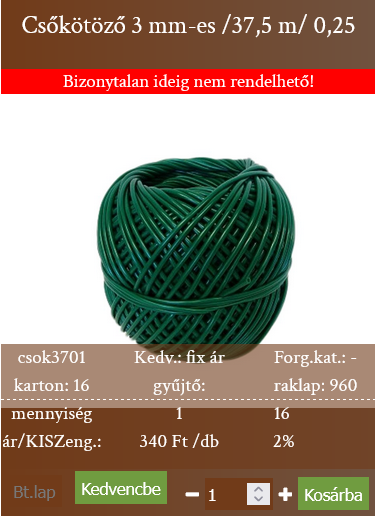 Csőkötöző 3 mm-es /37,5 m/ 0,25
Bizonytalan ideig nem rendelhető!
csok3701 Kedv.: fix ár Forg.kat.: -
karton: 16 gyűjtő: raklap: 960
mennyiség 1 16
ár/KISZeng.: 340 Ft /db 2%
Bt.lap Kedvencbe 1 Kosárba